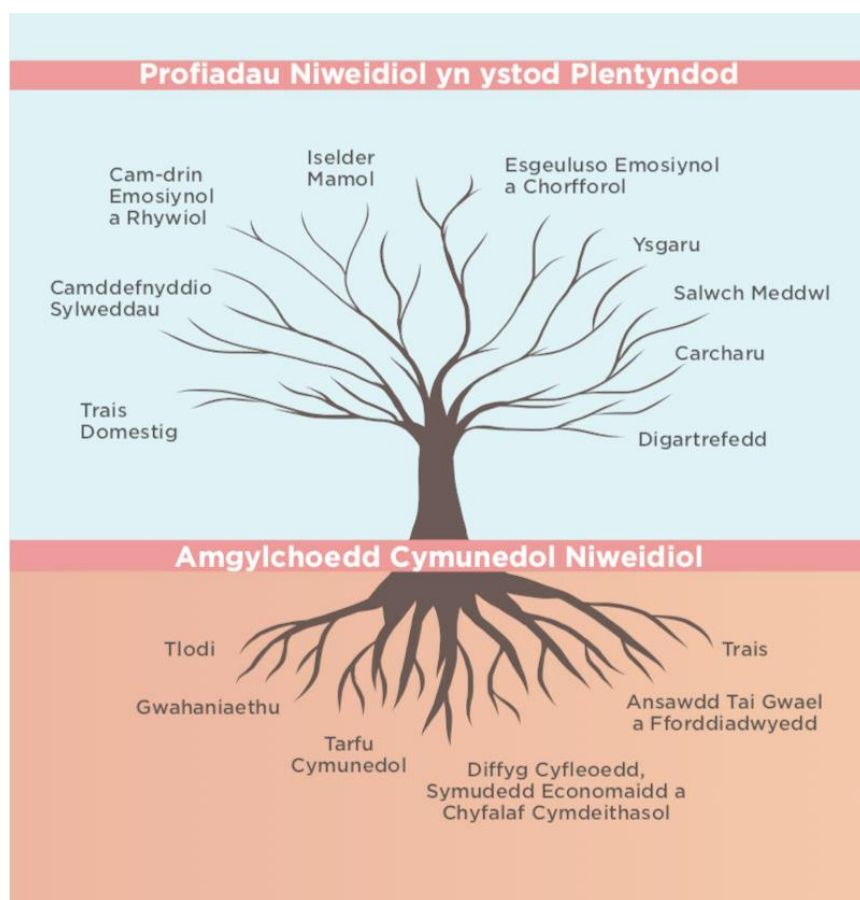 Profiadau Niweidiol yn ystod Plentyndod
Cam-drin
Emosiynol
a Rhywiol
Iselder
Mamol
Esgeuluso Emosiynol
a Chorfforol
Ysgaru
Camddefnyddio
Sylweddau
Salwch Meddwl
Carcharu
Trais
Domestig
Digartrefedd
Amgylchoedd Cymunedol Niweidiol
Tlodi
Trais
Gwahaniaethu
Ansawdd Tai Gwael
a Fforddiadwyedd
Tarfu
Cymunedol
Diffyg Cyfleoedd,
Symudedd Economaidd a
Chyfalaf Cymdeithasol